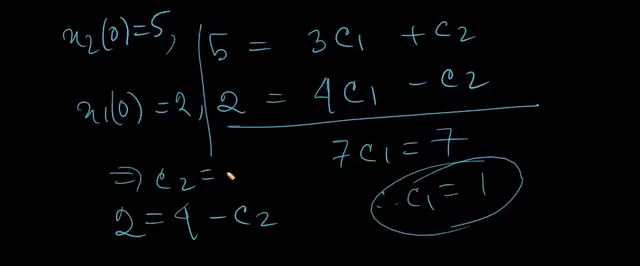 x₂(0)=5, 5 = 3c₁ + c₂
x₁(0)=2, 2 = 4c₁ - c₂
7c₁ = 7
∴ c₁ = 1
⇒ c₂ =
2 = 4 - c₂